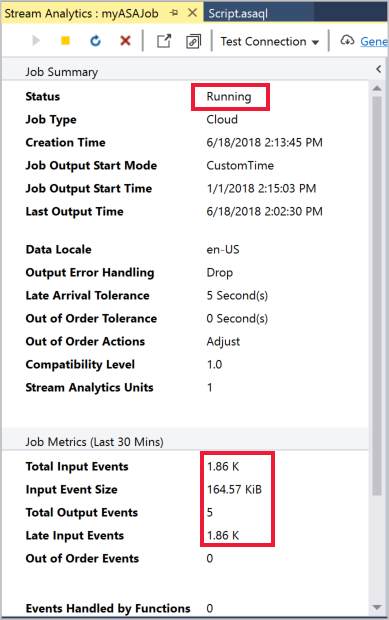 Stream Analytics : myASAJob Script.asaql
Test Connection Gene
Job Summary
Status Running
Job Type Cloud
Creation Time 6/18/2018 2:13:45 PM
Job Output Start Mode CustomTime
Job Output Start Time 1/1/2018 2:15:03 PM
Last Output Time 6/18/2018 2:02:30 PM
Data Locale en-US
Output Error Handling Drop
Late Arrival Tolerance 5 Second(s)
Out of Order Tolerance 0 Second(s)
Out of Order Actions Adjust
Compatibility Level 1.0
Stream Analytics Units 1
Job Metrics (Last 30 Mins)
Total Input Events 1.86 K
Input Event Size 164.57 KiB
Total Output Events 5
Late Input Events 1.86 K
Out of Order Events 0
Events Handled by Functions 0